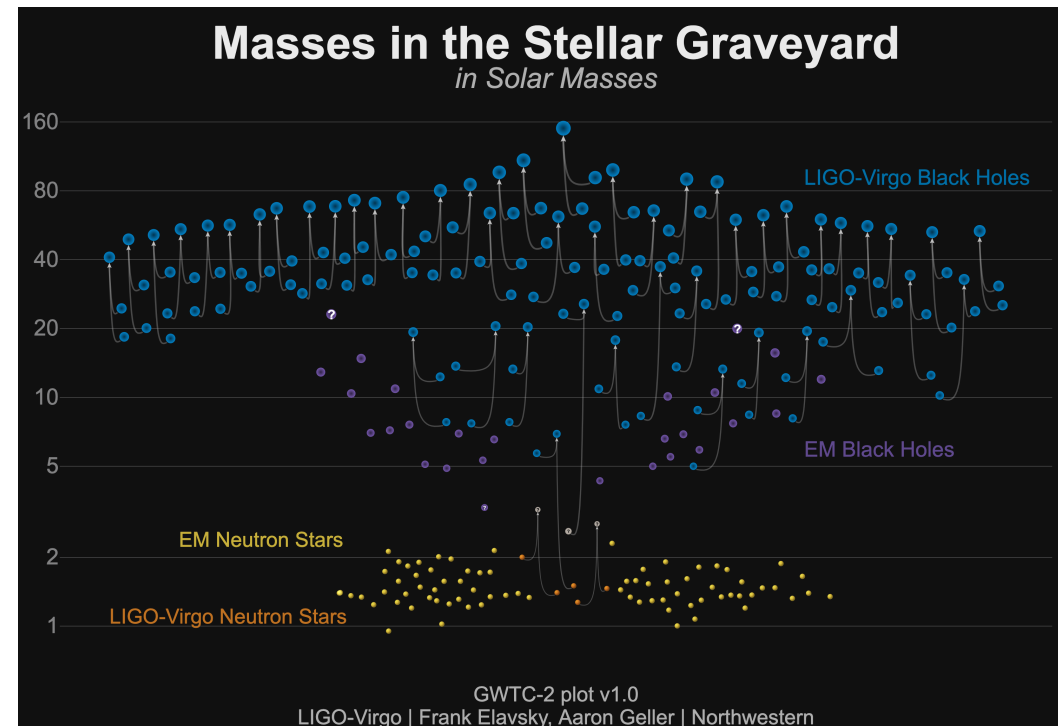 Masses in the Stellar Graveyard
in Solar Masses
160
80
LIGO-Virgo Black Holes
40
20
?
?
10
5
EM Black Holes
?
?
?
?
EM Neutron Stars
2
LIGO-Virgo Neutron Stars
1
GWTC-2 plot v1.0
LIGO-Virgo | Frank Elavsky, Aaron Geller | Northwestern